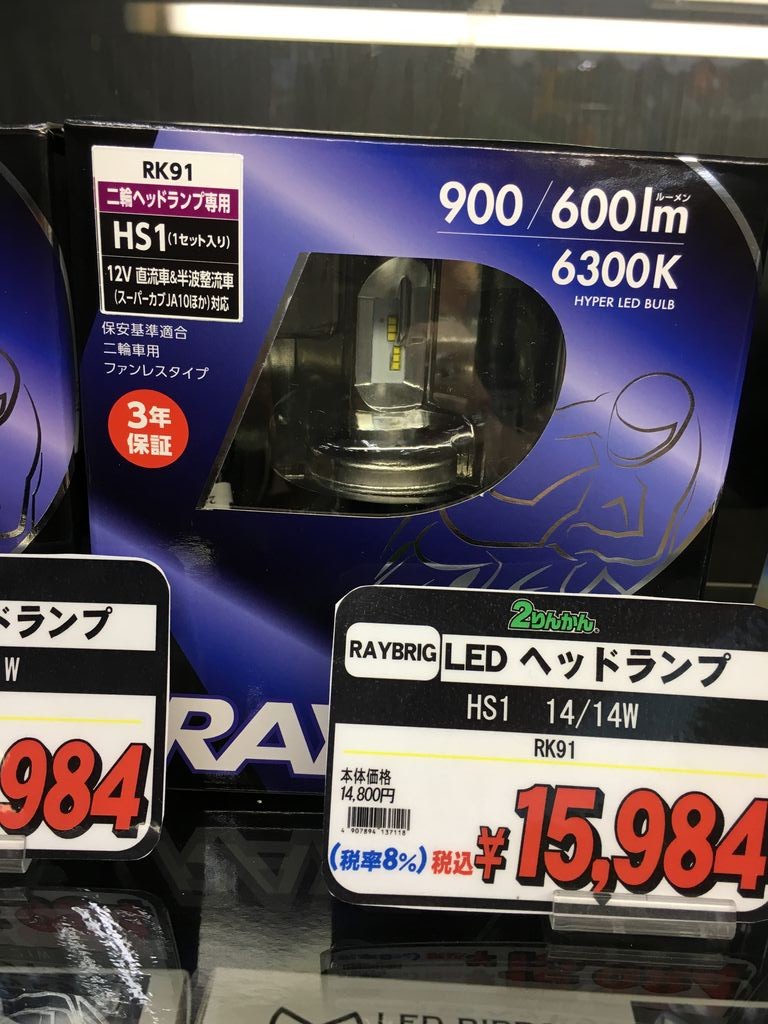 RK91
二輪ヘッドランプ専用
HS1(1セット入り)
12V 直流車&半波整流車
(スーパーカブJA10ほか)対応
保安基準適合
二輪車用
ファンレスタイプ
3年
保証
900/600lm
ルーメン
6300K
HYPER LED BULB
RAY
ドランプ
W
984
2りんかん
RAYBRIG LED ヘッドランプ
HS1 14/14W
RK91
本体価格
14,800円
4 907894 137118
(税率8%)税込¥15,984